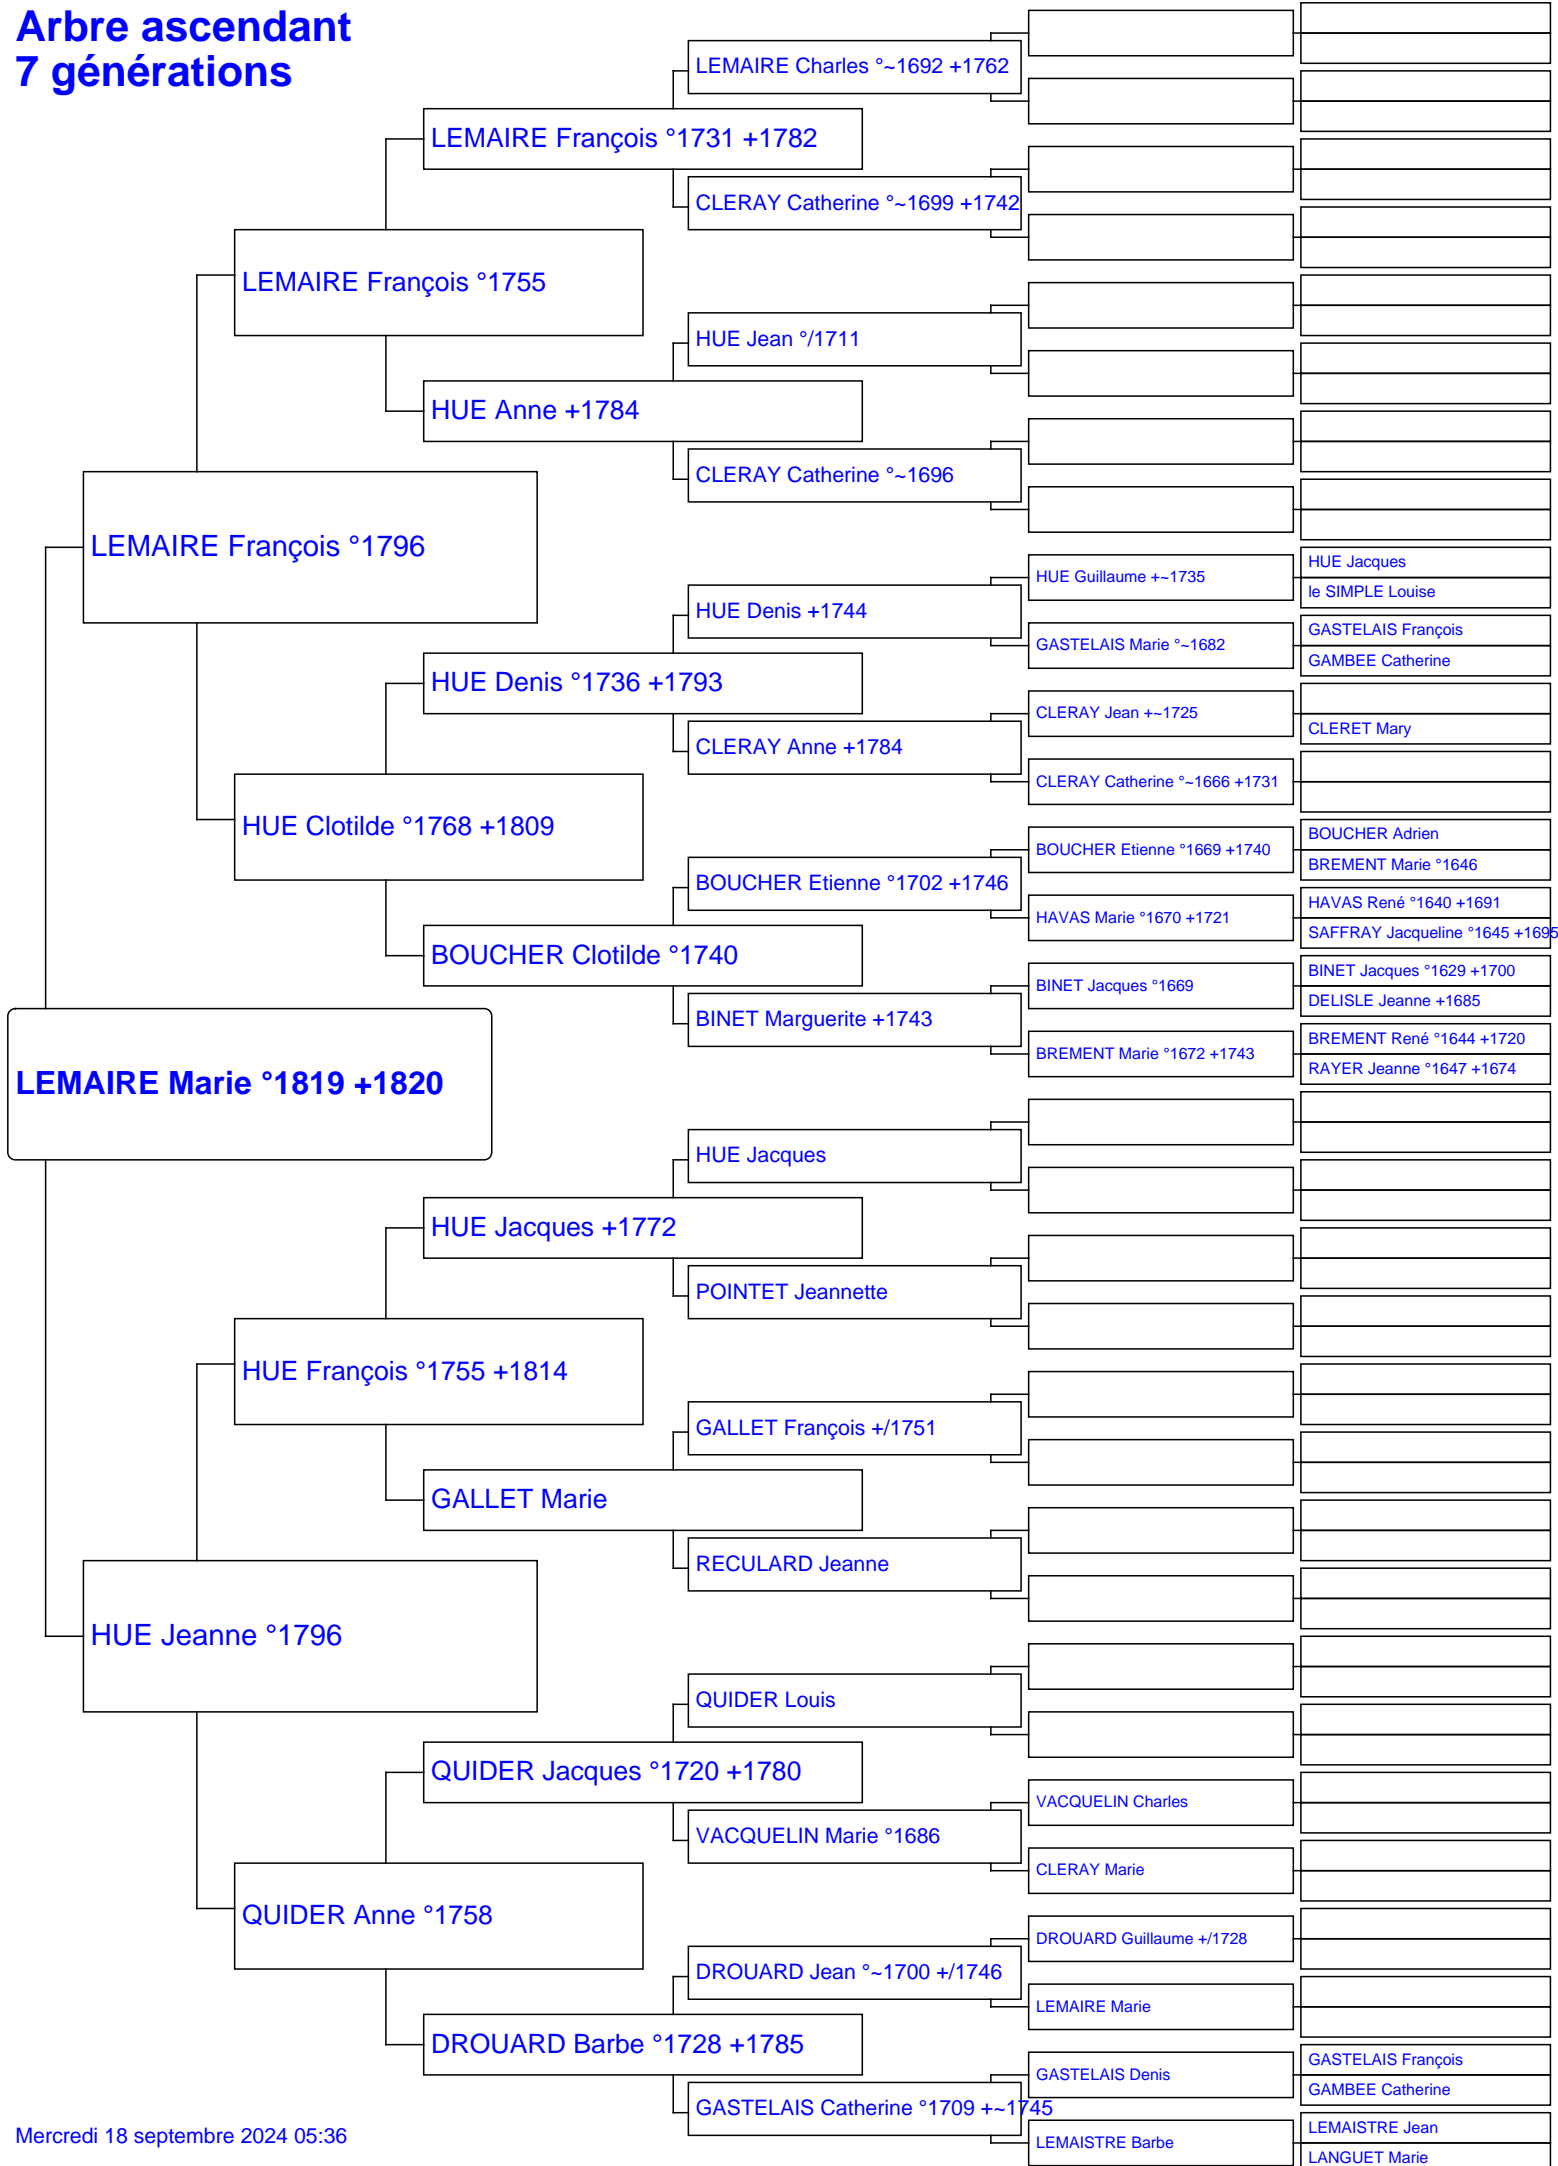 Arbre ascendant
7 générations
LEMAIRE Charles °~1692 +1762
LEMAIRE François °1731 +1782
CLERAY Catherine °~1699 +1742
LEMAIRE François °1755
HUE Jean °/1711
HUE Anne +1784
CLERAY Catherine °~1696
LEMAIRE François °1796
HUE Jacques
HUE Guillaume +~1735
le SIMPLE Louise
HUE Denis +1744
GASTELAIS François
GASTELAIS Marie °~1682
GAMBEE Catherine
HUE Denis °1736 +1793
CLERAY Jean +~1725
CLERET Mary
CLERAY Anne +1784
CLERAY Catherine °~1666 +1731
HUE Clotilde °1768 +1809
BOUCHER Adrien
BOUCHER Etienne °1669 +1740
BREMENT Marie °1646
BOUCHER Etienne °1702 +1746
HAVAS René °1640 +1691
HAVAS Marie °1670 +1721
SAFFRAY Jacqueline °1645 +1695
BOUCHER Clotilde °1740
BINET Jacques °1629 +1700
BINET Jacques °1669
DELISLE Jeanne +1685
BINET Marguerite +1743
BREMENT René °1644 +1720
BREMENT Marie °1672 +1743
RAYER Jeanne °1647 +1674
LEMAIRE Marie °1819 +1820
HUE Jacques
HUE Jacques +1772
POINTET Jeannette
HUE François °1755 +1814
GALLET François +/1751
GALLET Marie
RECULARD Jeanne
HUE Jeanne °1796
QUIDER Louis
QUIDER Jacques °1720 +1780
VACQUELIN Charles
VACQUELIN Marie °1686
CLERAY Marie
QUIDER Anne °1758
DROUARD Guillaume +/1728
DROUARD Jean °~1700 +/1746
LEMAIRE Marie
DROUARD Barbe °1728 +1785
GASTELAIS François
GASTELAIS Denis
GAMBEE Catherine
GASTELAIS Catherine °1709 +~1745
LEMAISTRE Jean
LEMAISTRE Barbe
LANGUET Marie
Mercredi 18 septembre 2024 05:36